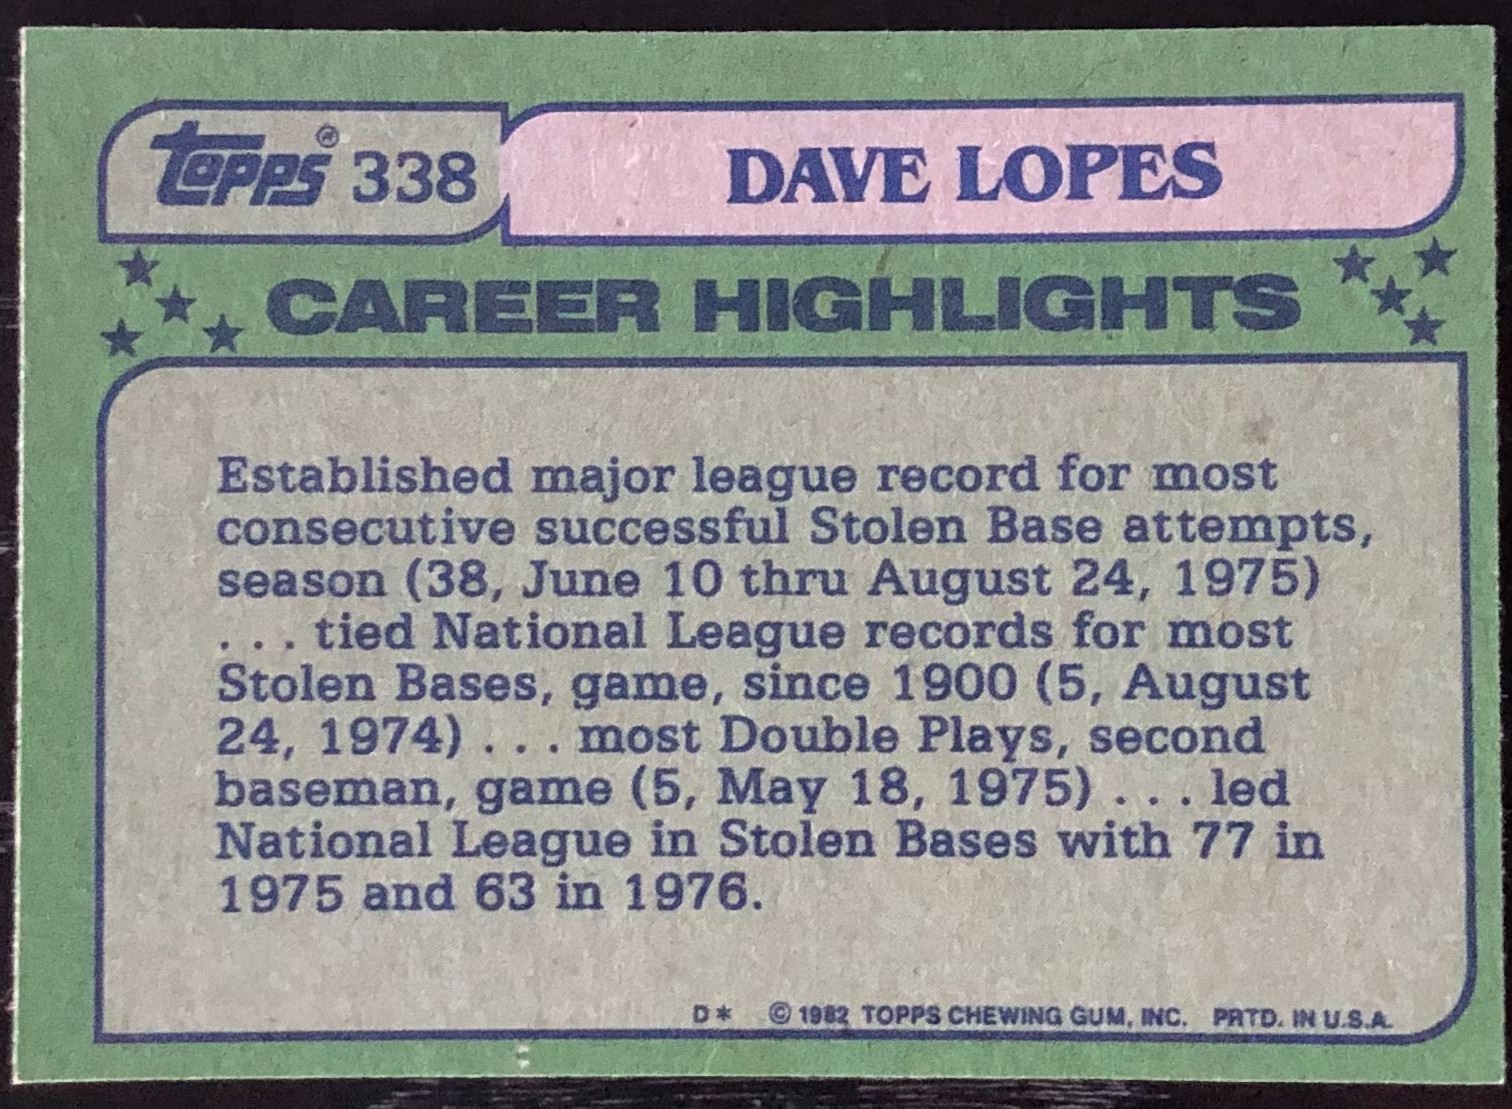 Topps® 338
DAVE LOPES
CAREER HIGHLIGHTS
Established major league record for most
consecutive successful Stolen Base attempts,
season (38, June 10 thru August 24, 1975)
. . . tied National League records for most
Stolen Bases, game, since 1900 (5, August
24, 1974) . . . most Double Plays, second
baseman, game (5, May 18, 1975) . . . led
National League in Stolen Bases with 77 in
1975 and 63 in 1976.
D* © 1982 TOPPS CHEWING GUM, INC. PRTD. IN U.S.A.